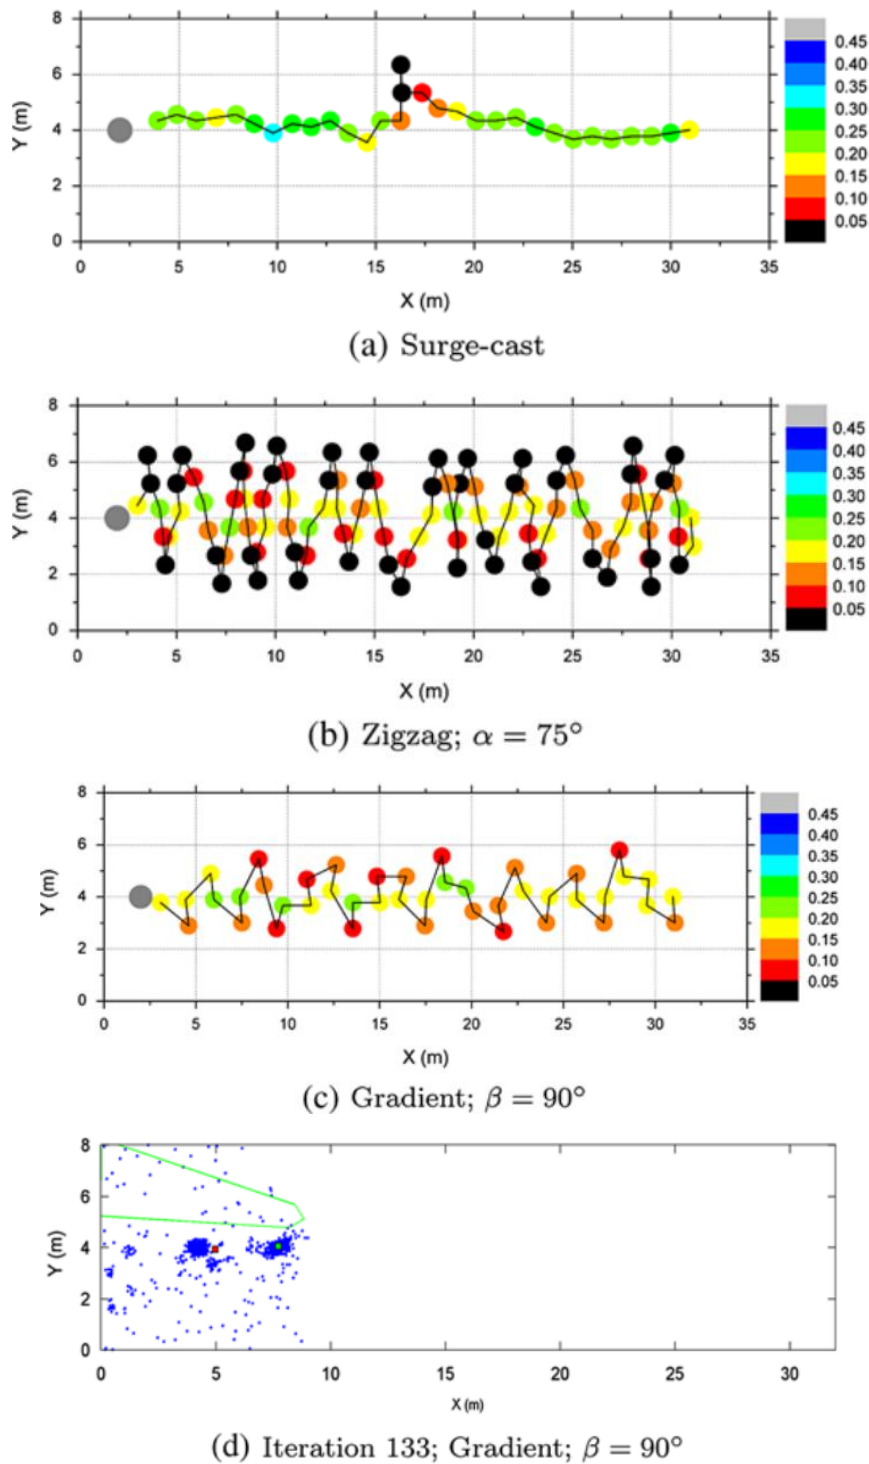 8
6
4
2
0
Y (m)
0 5 10 15 20 25 30 35
X (m)
0.45
0.40
0.35
0.30
0.25
0.20
0.15
0.10
0.05
(a) Surge-cast
8
6
4
2
0
Y (m)
0 5 10 15 20 25 30 35
X (m)
0.45
0.40
0.35
0.30
0.25
0.20
0.15
0.10
0.05
(b) Zigzag; α = 75°
8
6
4
2
0
Y (m)
0 5 10 15 20 25 30 35
X (m)
0.45
0.40
0.35
0.30
0.25
0.20
0.15
0.10
0.05
(c) Gradient; β = 90°
8
6
4
2
0
Y (m)
0 5 10 15 20 25 30
X (m)
(d) Iteration 133; Gradient; β = 90°